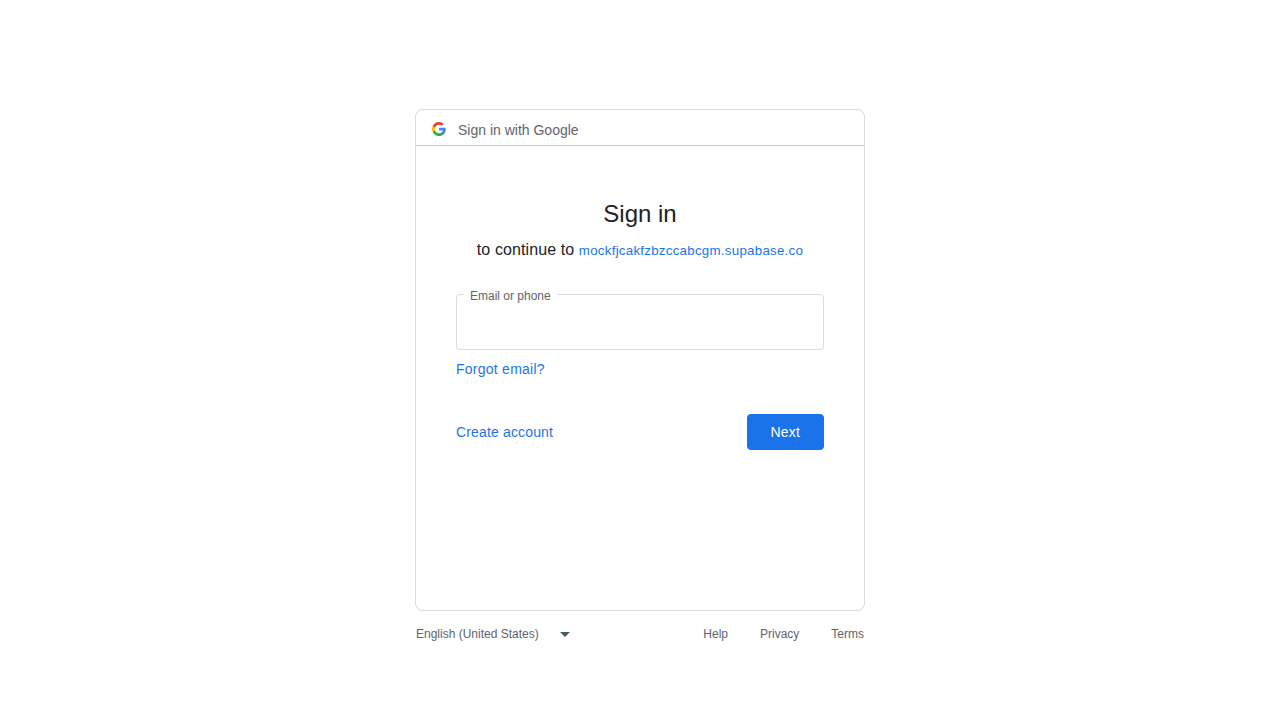 Sign in with Google
Sign in
to continue to mockfjcakfzbzccabcgm.supabase.co
Email or phone
Forgot email?
Create account
Next
English (United States)
Help
Privacy
Terms